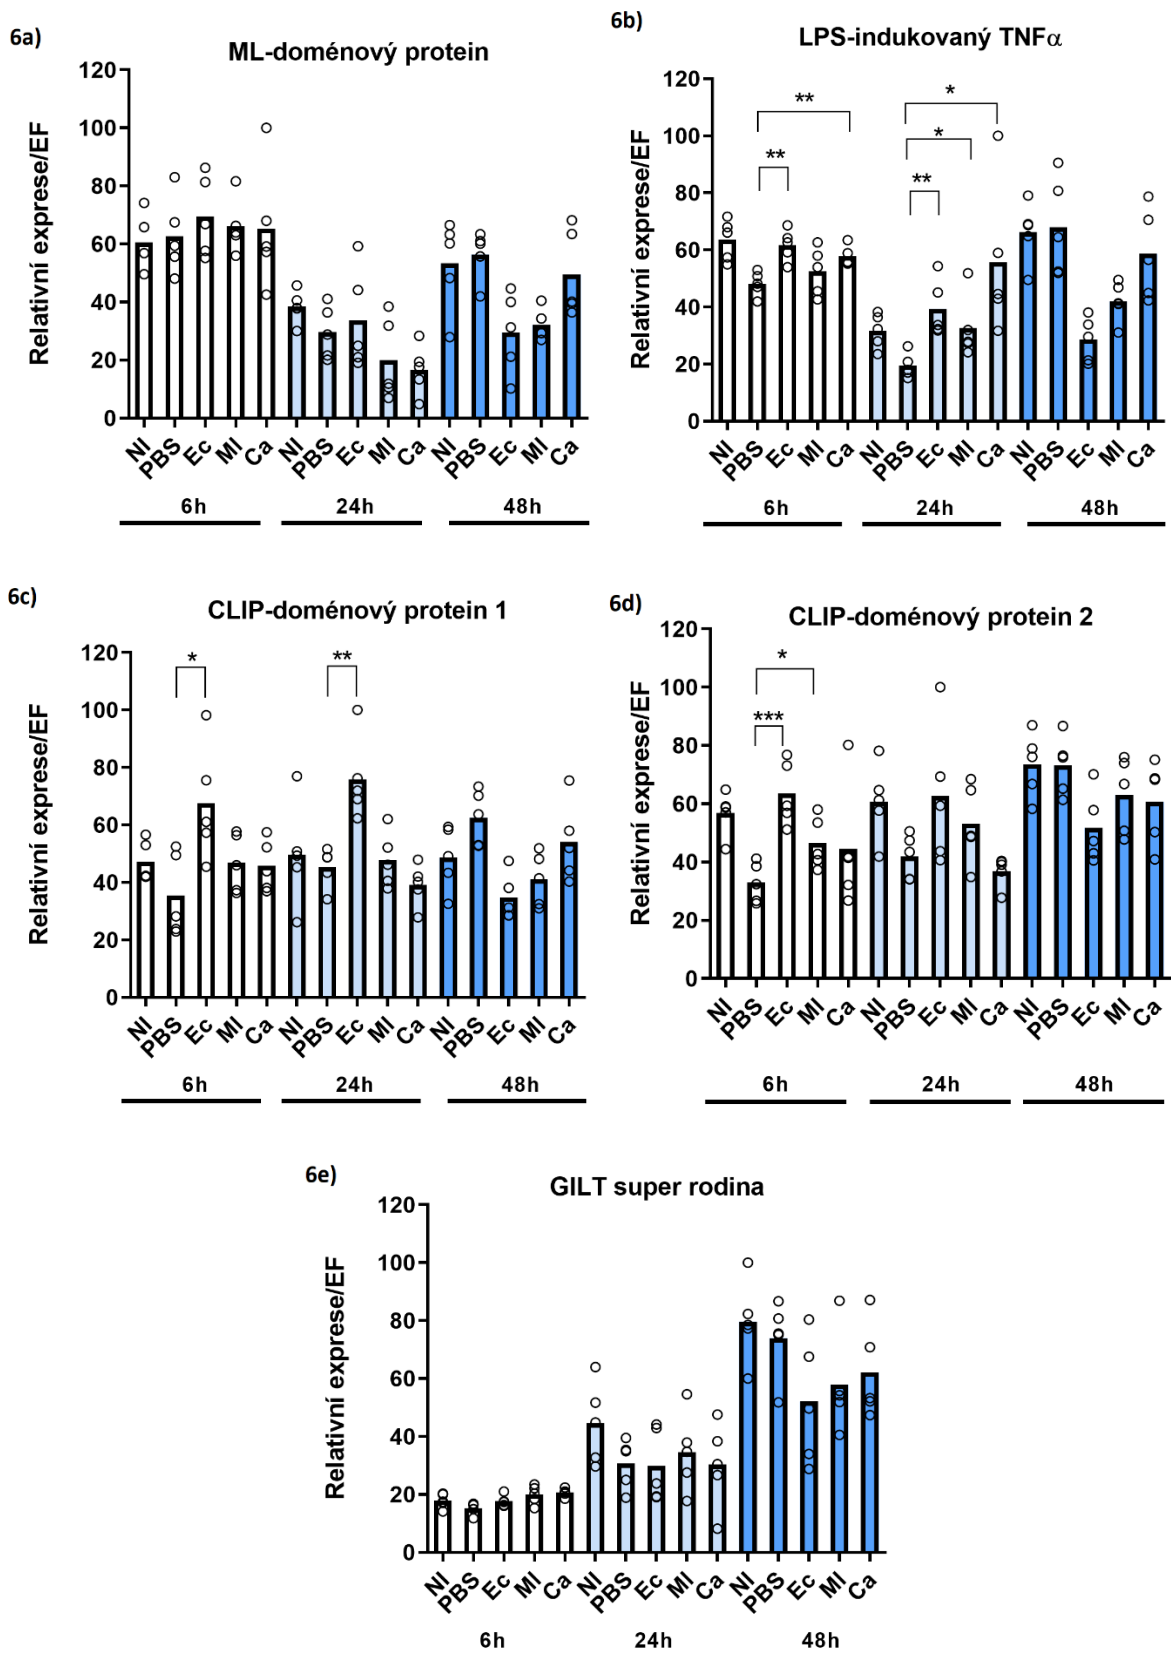 6a)
ML-doménový protein
Relativní exprese/EF
120
100
80
60
40
20
0
NI PBS Ec MI Ca NI PBS Ec MI Ca NI PBS Ec MI Ca
6h 24h 48h
6b)
LPS-indukovaný TNFα
Relativní exprese/EF
120
100
80
60
40
20
0
** ** ** * *
NI PBS Ec MI Ca NI PBS Ec MI Ca NI PBS Ec MI Ca
6h 24h 48h
6c)
CLIP-doménový protein 1
Relativní exprese/EF
120
100
80
60
40
20
0
* **
NI PBS Ec MI Ca NI PBS Ec MI Ca NI PBS Ec MI Ca
6h 24h 48h
6d)
CLIP-doménový protein 2
Relativní exprese/EF
120
100
80
60
40
20
0
*** *
NI PBS Ec MI Ca NI PBS Ec MI Ca NI PBS Ec MI Ca
6h 24h 48h
6e)
GILT super rodina
Relativní exprese/EF
120
100
80
60
40
20
0
NI PBS Ec MI Ca NI PBS Ec MI Ca NI PBS Ec MI Ca
6h 24h 48h